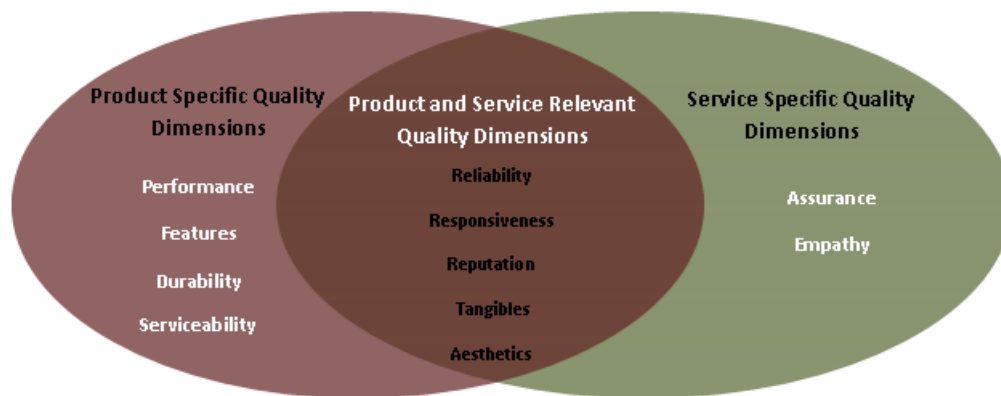 Product Specific Quality
Dimensions
Performance
Features
Durability
Serviceability
Product and Service Relevant
Quality Dimensions
Reliability
Responsiveness
Reputation
Tangibles
Aesthetics
Service Specific Quality
Dimensions
Assurance
Empathy